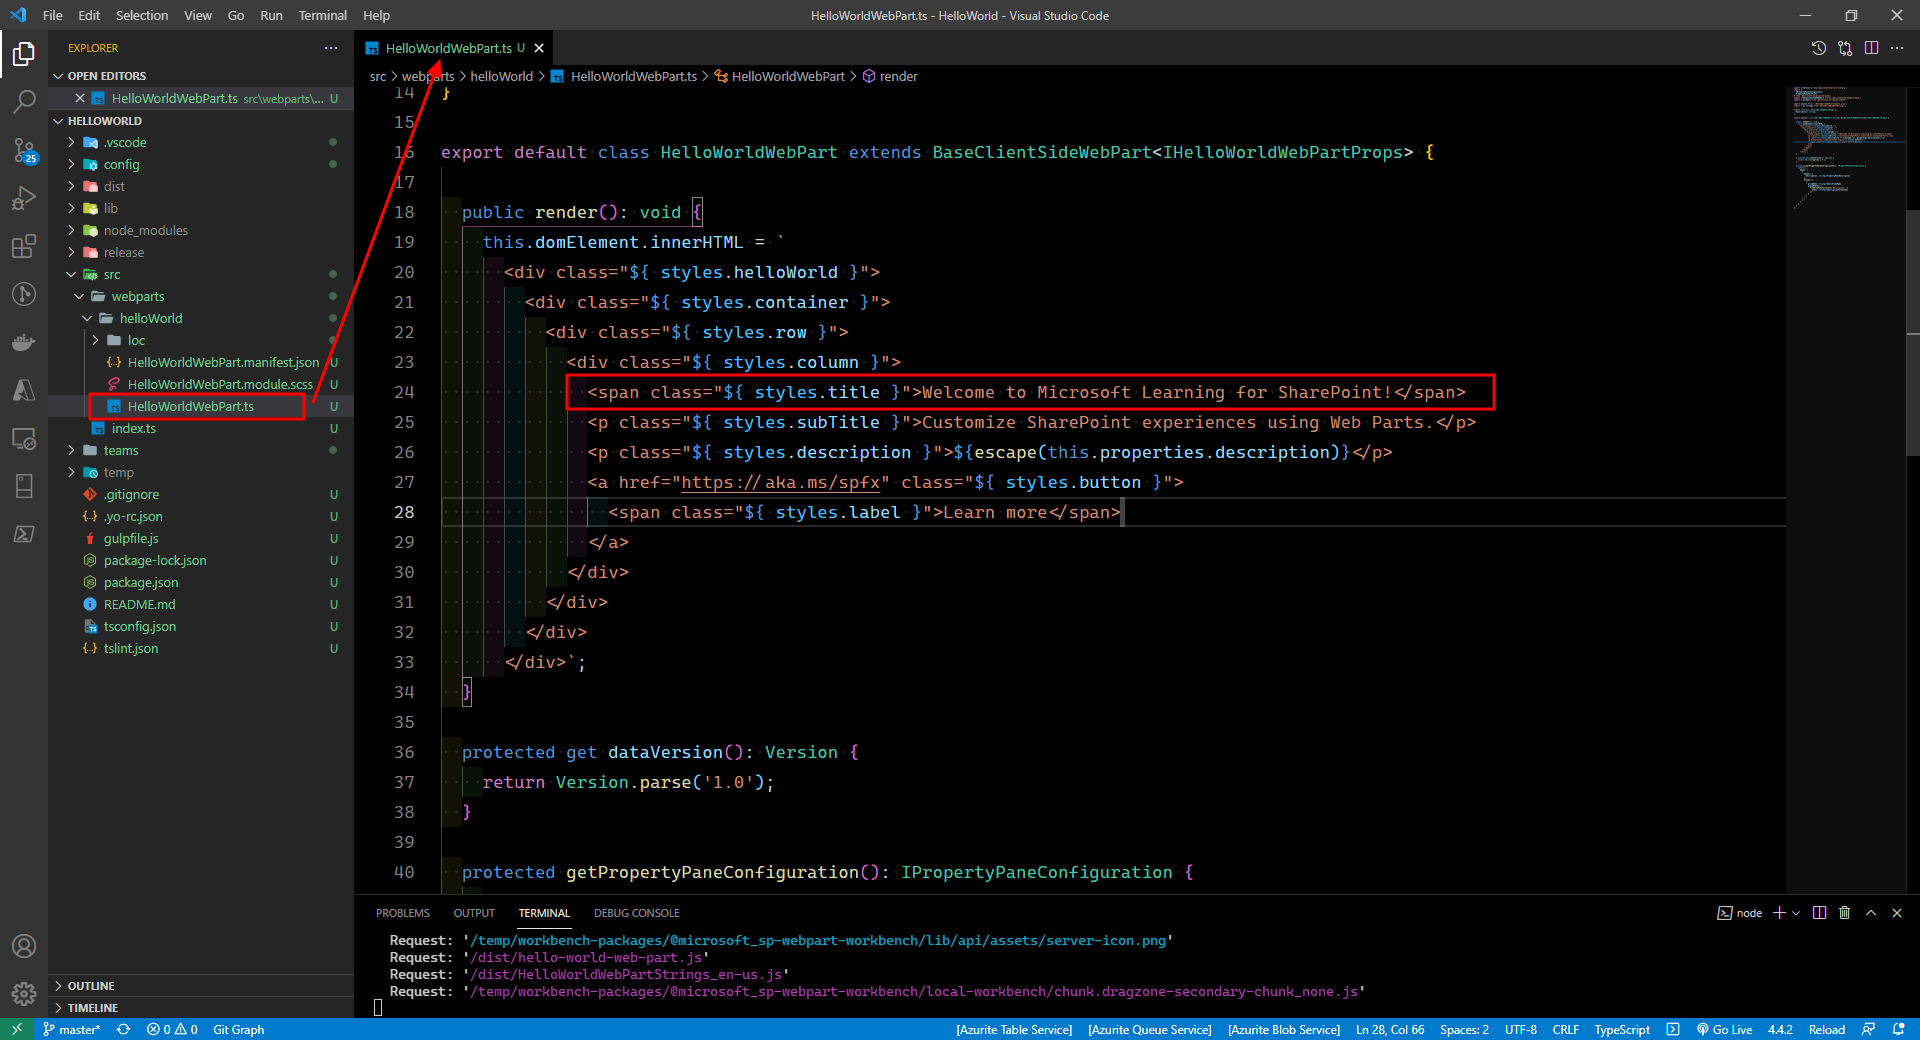 File Edit Selection View Go Run Terminal Help
HelloWorldWebPart.ts - HelloWorld - Visual Studio Code
EXPLORER
OPEN EDITORS
HelloWorldWebPart.ts src\webparts\... U
HELLOWORLD
.vscode
config
dist
lib
node_modules
release
src
webparts
helloWorld
loc
HelloWorldWebPart.manifest.json U
HelloWorldWebPart.module.scss U
HelloWorldWebPart.ts U
index.ts U
teams
temp
.gitignore U
.yo-rc.json U
gulpfile.js U
package-lock.json U
package.json U
README.md U
tsconfig.json U
tslint.json U
OUTLINE
TIMELINE
25
HelloWorldWebPart.ts U
src > webparts > helloWorld > HelloWorldWebPart.ts > HelloWorldWebPart > render
14 }
15
16 export default class HelloWorldWebPart extends BaseClientSideWebPart<IHelloWorldWebPartProps> {
17
18 public render(): void {
19 this.domElement.innerHTML = `
20 <div class="${ styles.helloWorld }">
21 <div class="${ styles.container }">
22 <div class="${ styles.row }">
23 <div class="${ styles.column }">
24 <span class="${ styles.title }">Welcome to Microsoft Learning for SharePoint!</span>
25 <p class="${ styles.subTitle }">Customize SharePoint experiences using Web Parts.</p>
26 <p class="${ styles.description }">${escape(this.properties.description)}</p>
27 <a href="https://aka.ms/spfx" class="${ styles.button }">
28 <span class="${ styles.label }">Learn more</span>
29 </a>
30 </div>
31 </div>
32 </div>
33 </div>`;
34 }
35
36 protected get dataVersion(): Version {
37 return Version.parse('1.0');
38 }
39
40 protected getPropertyPaneConfiguration(): IPropertyPaneConfiguration {
PROBLEMS OUTPUT TERMINAL DEBUG CONSOLE
node
Request: '/temp/workbench-packages/@microsoft_sp-webpart-workbench/lib/api/assets/server-icon.png'
Request: '/dist/hello-world-web-part.js'
Request: '/dist/HelloWorldWebPartStrings_en-us.js'
Request: '/temp/workbench-packages/@microsoft_sp-webpart-workbench/local-workbench/chunk.dragzone-secondary-chunk_none.js'
master* 0 0 Git Graph
[Azurite Table Service] [Azurite Queue Service] [Azurite Blob Service] Ln 28, Col 66 Spaces: 2 UTF-8 CRLF TypeScript Go Live 4.4.2 Reload